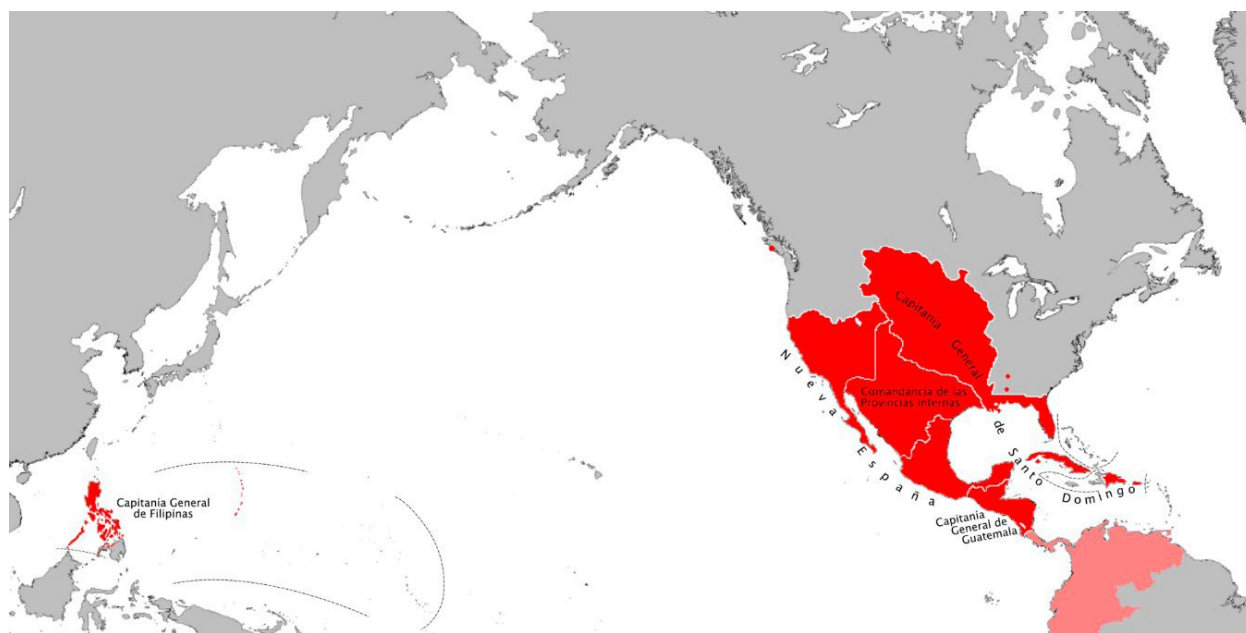 Capitanía General
de Santo Domingo
Comandancia de las
Provincias Internas
Nueva España
Capitanía General
de Filipinas
Capitanía
General de
Guatemala